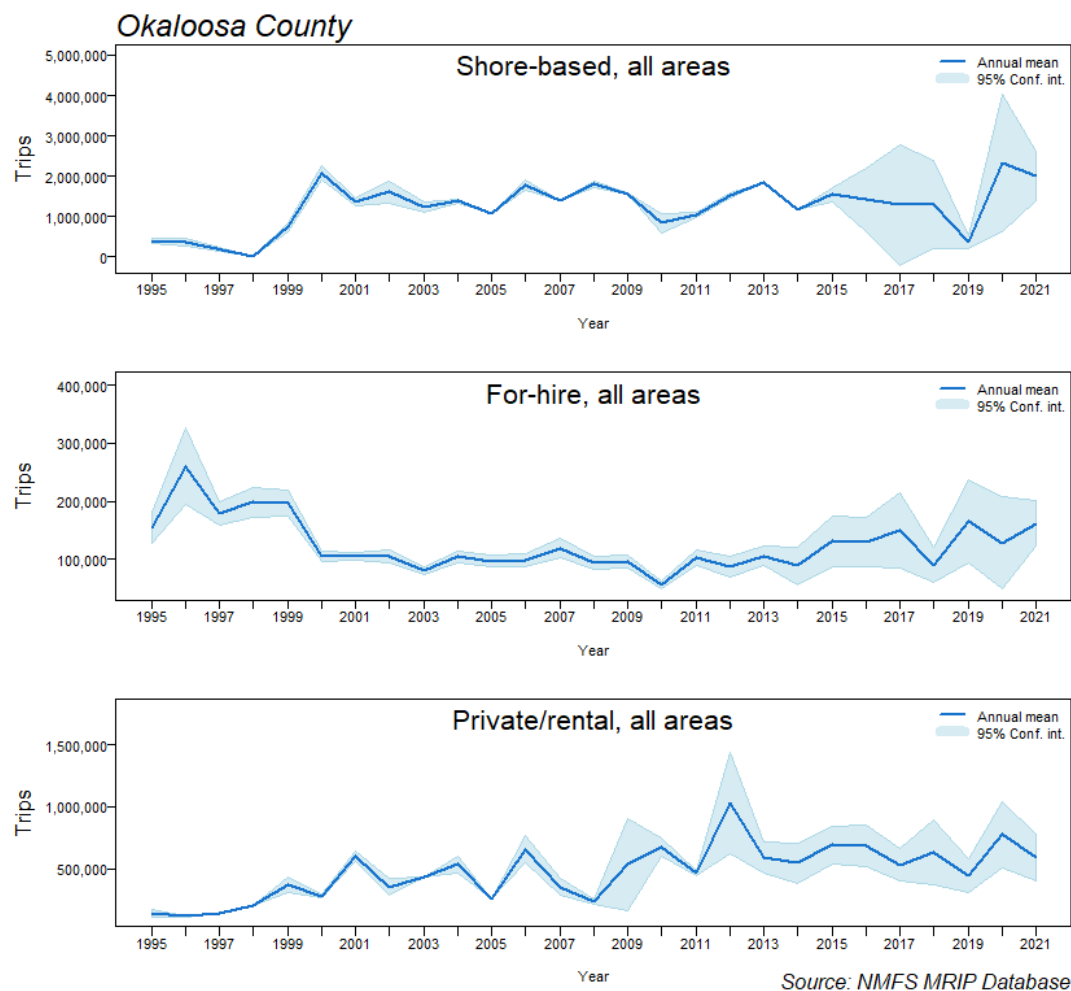 Okaloosa County
Shore-based, all areas
Annual mean
95% Conf. int.
Trips
5,000,000
4,000,000
3,000,000
2,000,000
1,000,000
0
1995 1997 1999 2001 2003 2005 2007 2009 2011 2013 2015 2017 2019 2021
Year
For-hire, all areas
Annual mean
95% Conf. int.
Trips
400,000
300,000
200,000
100,000
1995 1997 1999 2001 2003 2005 2007 2009 2011 2013 2015 2017 2019 2021
Year
Private/rental, all areas
Annual mean
95% Conf. int.
Trips
1,500,000
1,000,000
500,000
1995 1997 1999 2001 2003 2005 2007 2009 2011 2013 2015 2017 2019 2021
Year
Source: NMFS MRIP Database